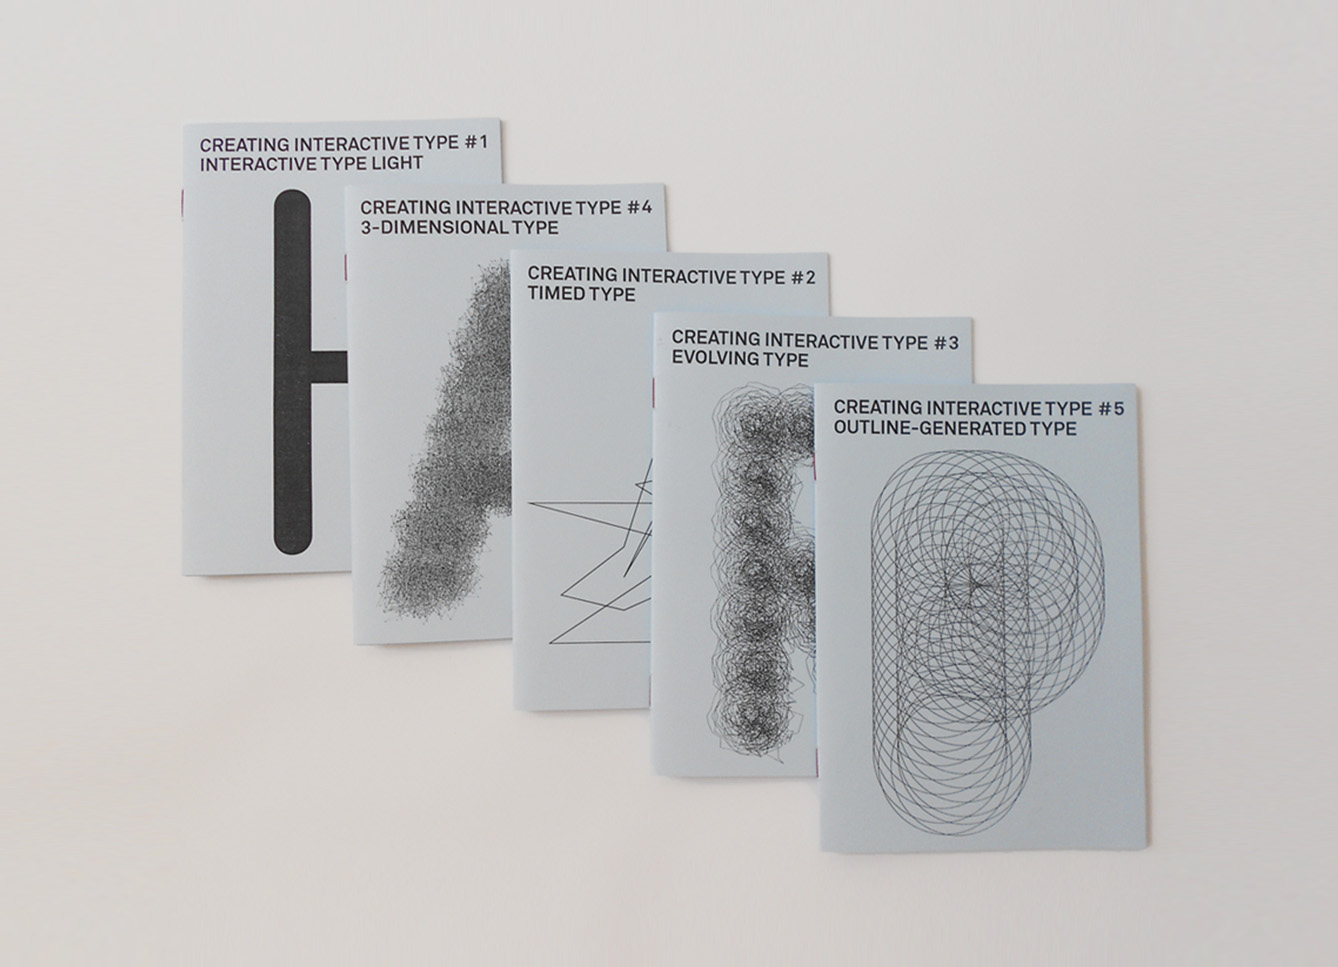 CREATING INTERACTIVE TYPE #1
INTERACTIVE TYPE LIGHT
CREATING INTERACTIVE TYPE #4
3-DIMENSIONAL TYPE
CREATING INTERACTIVE TYPE #2
TIMED TYPE
CREATING INTERACTIVE TYPE #3
EVOLVING TYPE
CREATING INTERACTIVE TYPE #5
OUTLINE-GENERATED TYPE
P